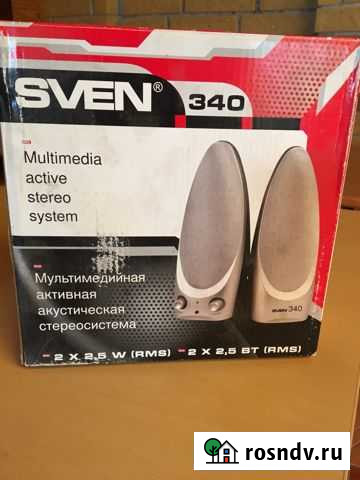 SVEN®
340
Multimedia
active
stereo
system
Мультимедийная
активная
акустическая
стереосистема
SVEN 340
2 X 2,5 W (RMS)
2 X 2,5 ВТ (RMS)
rosndv.ru